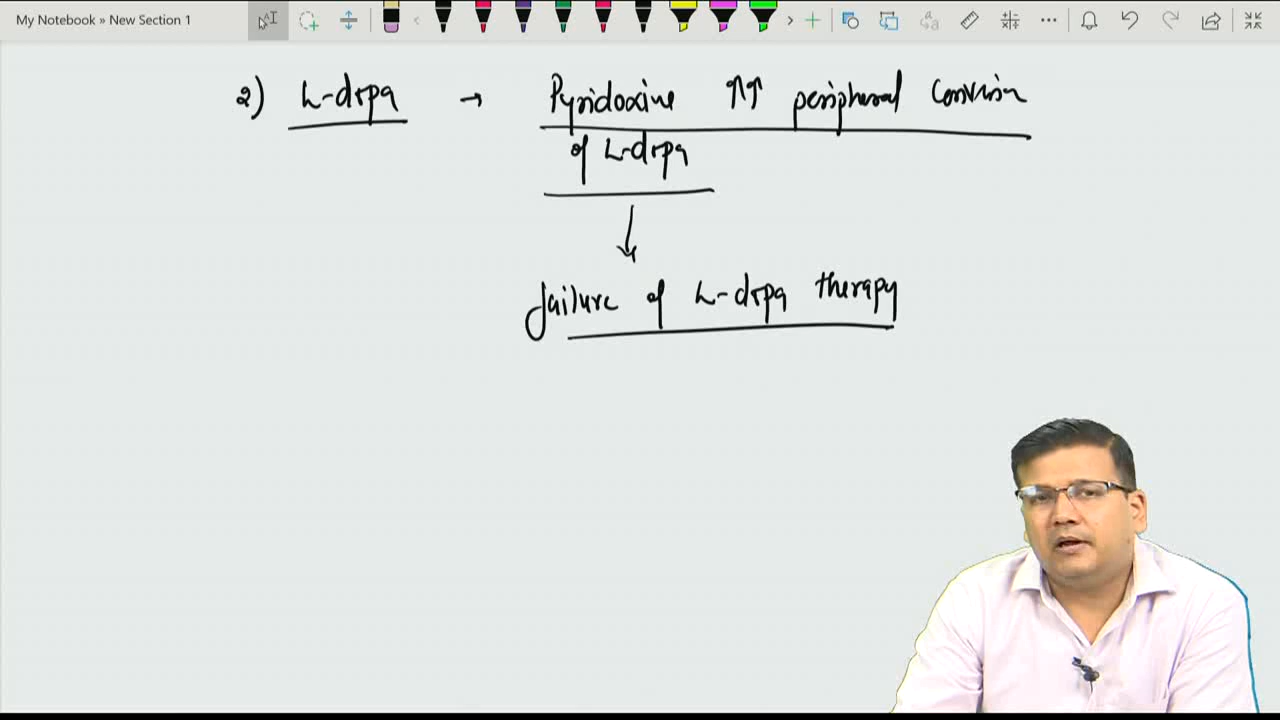 My Notebook » New Section 1
2) L-dopa → Pyridoxine ↑↑ peripheral conversion
of L-dopa
↓
failure of L-dopa therapy